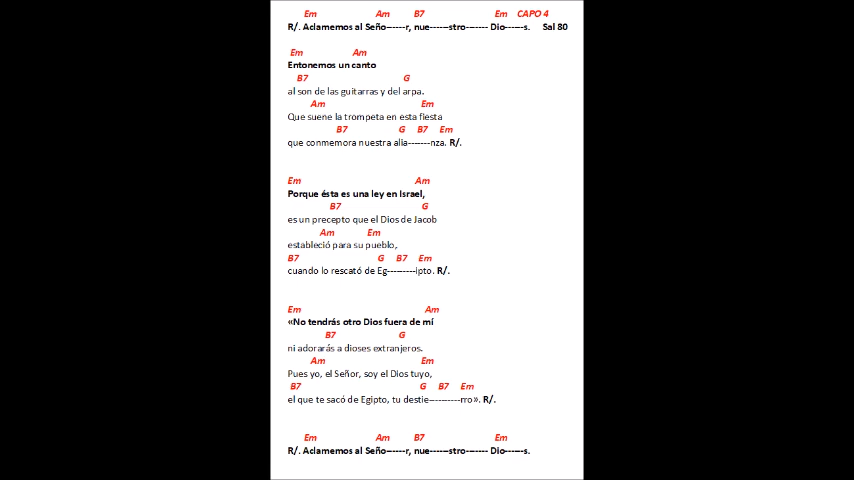 Em Am B7 Em CAPO 4
R/. Aclamemos al Seño------r, nue------stro------- Dio------s. Sal 80
Em Am
Entonemos un canto
B7 G
al son de las guitarras y del arpa.
Am Em
Que suene la trompeta en esta fiesta
B7 G B7 Em
que conmemora nuestra alia-------nza. R/.
Em Am
Porque ésta es una ley en Israel,
B7 G
es un precepto que el Dios de Jacob
Am Em
estableció para su pueblo,
B7 G B7 Em
cuando lo rescató de Eg---------ipto. R/.
Em Am
«No tendrás otro Dios fuera de mí
B7 G
ni adorarás a dioses extranjeros.
Am Em
Pues yo, el Señor, soy el Dios tuyo,
B7 G B7 Em
el que te sacó de Egipto, tu destie----------rro». R/.
Em Am B7 Em
R/. Aclamemos al Seño------r, nue------stro------- Dio------s.